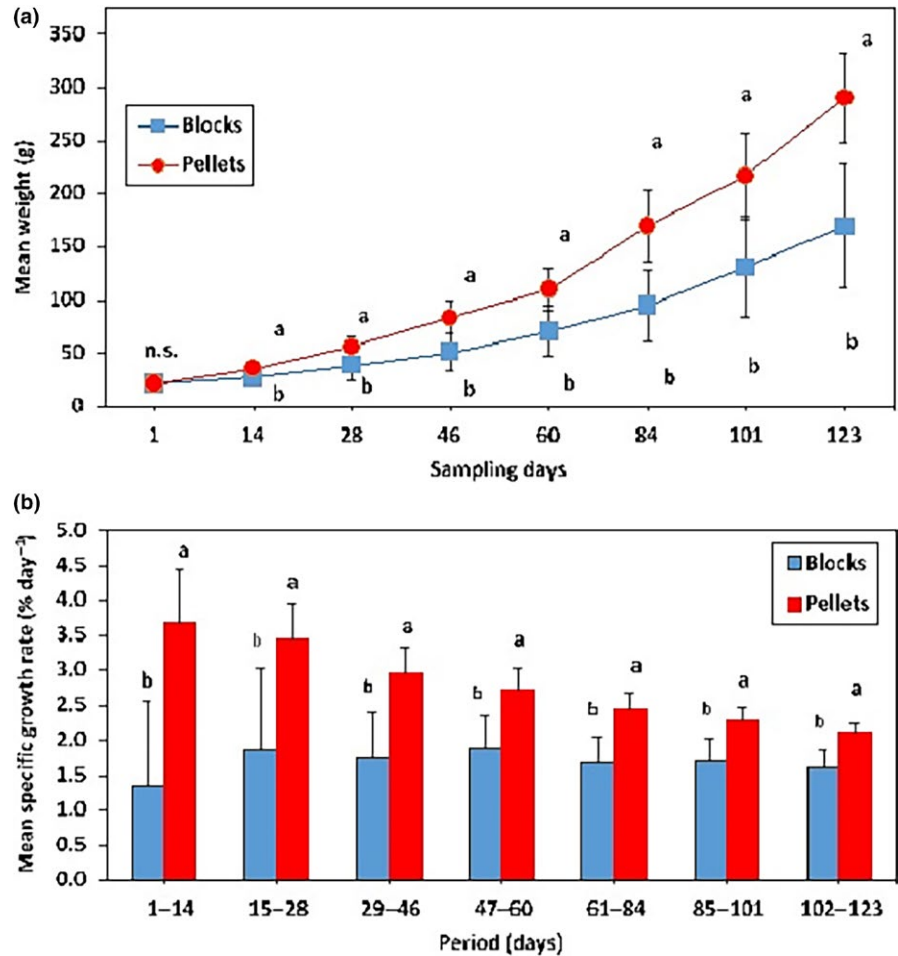 (a)
350
300
250
200
150
100
50
0
Mean weight (g)
Blocks
Pellets
n.s.
a
a
a
a
a
a
a
b
b
b
b
b
b
b
1 14 28 46 60 84 101 123
Sampling days
(b)
5.0
4.5
4.0
3.5
3.0
2.5
2.0
1.5
1.0
0.5
0.0
Mean specific growth rate (% day⁻¹)
Blocks
Pellets
b a b a b a b a b a b a b a
1–14 15–28 29–46 47–60 61–84 85–101 102–123
Period (days)